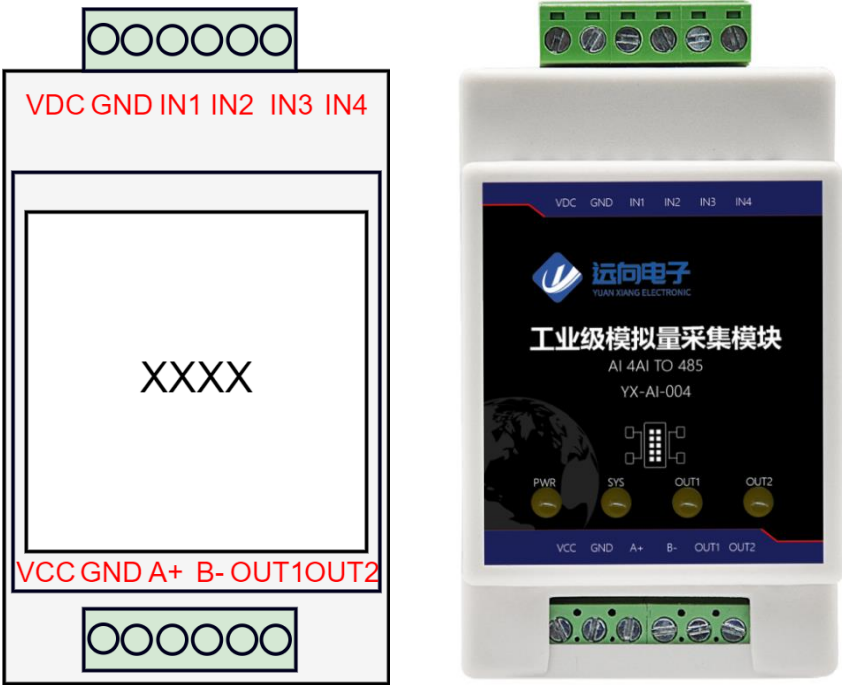 VDC GND IN1 IN2 IN3 IN4
XXXX
VCC GND A+ B- OUT1OUT2
VDC GND IN1 IN2 IN3 IN4
远向电子
YUAN XIANG ELECTRONIC
工业级模拟量采集模块
AI 4AI TO 485
YX-AI-004
PWR SYS OUT1 OUT2
VCC GND A+ B- OUT1 OUT2